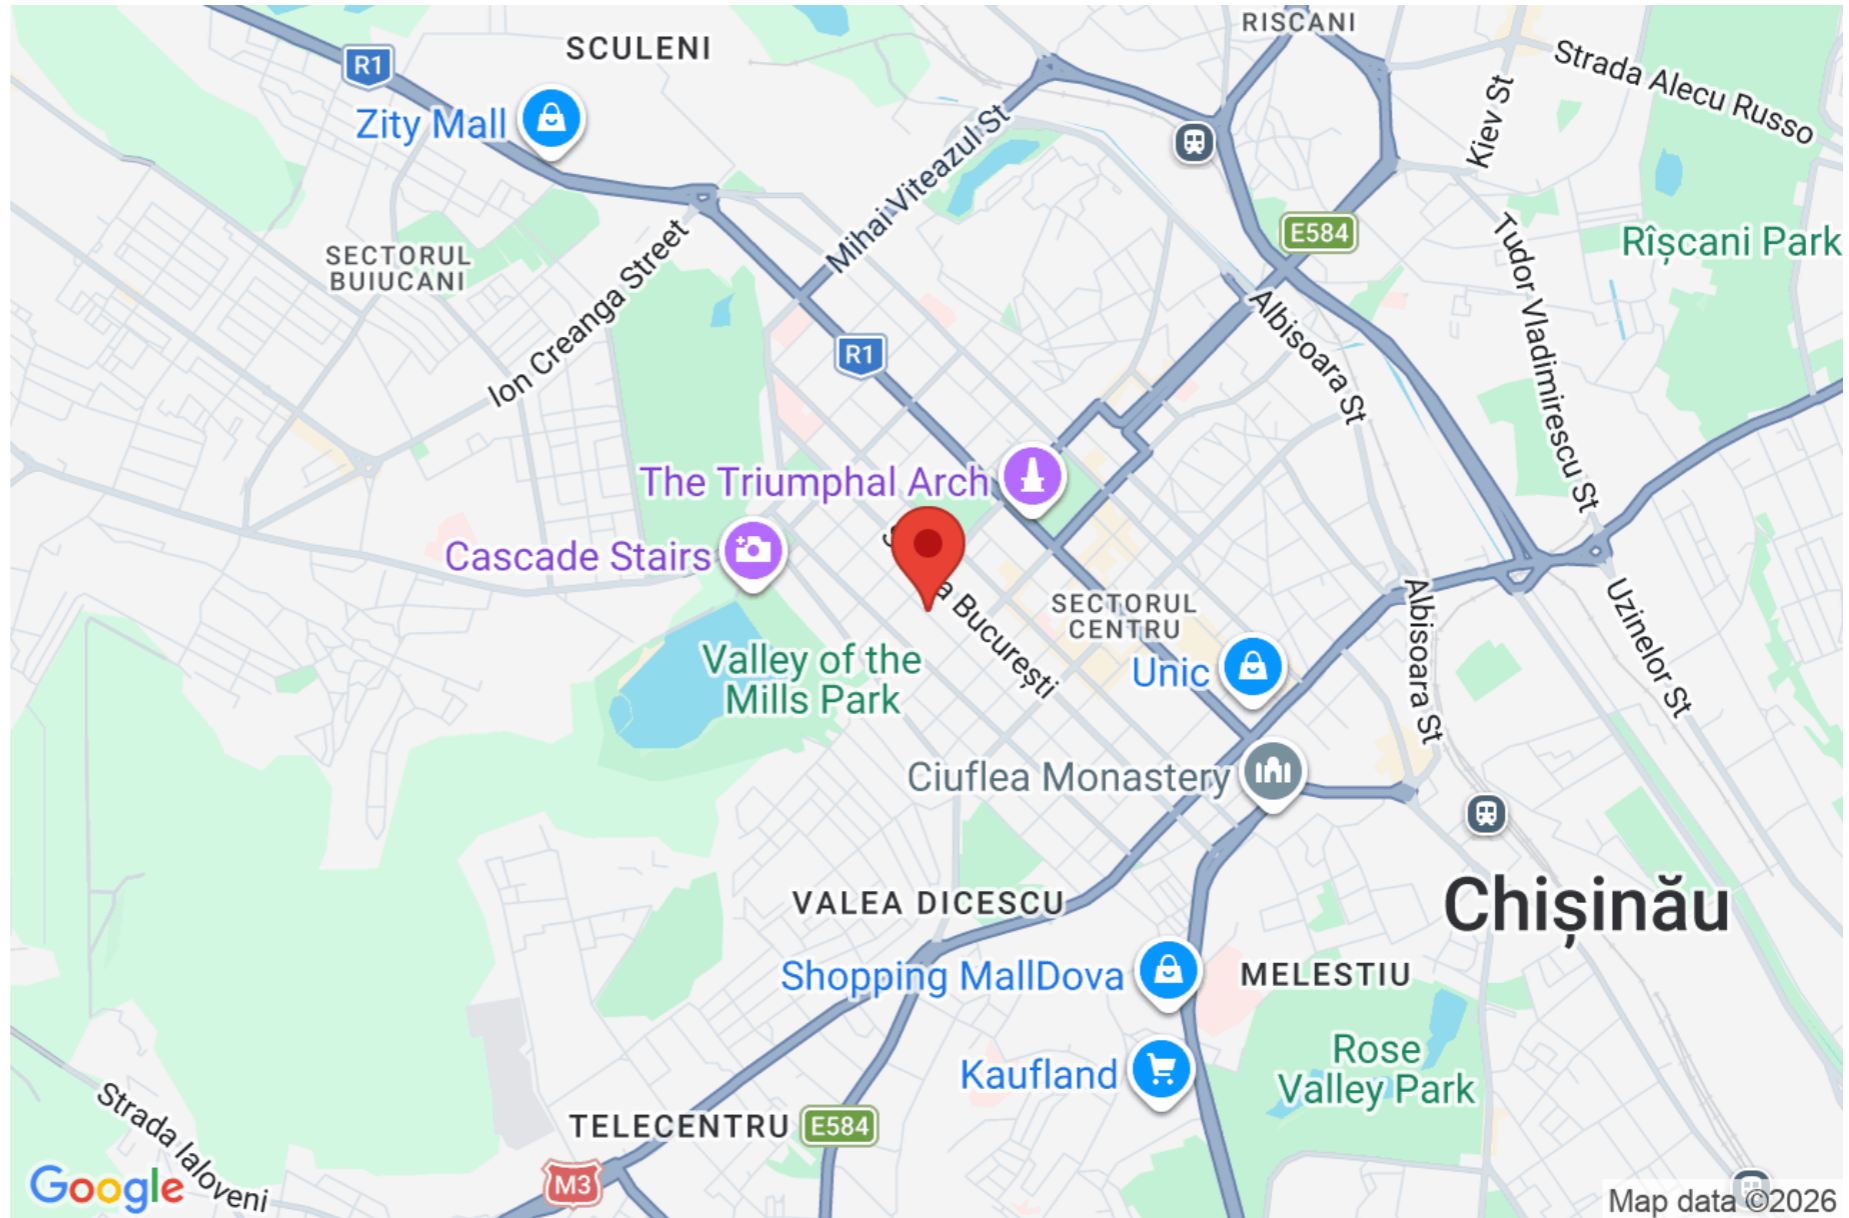 RISCANI
SCULENI
R1
Strada Alecu Russo
Kiev St
Zity Mall
Mihai Viteazul St
E584
Rîșcani Park
SECTORUL
BUIUCANI
Ion Creanga Street
Tudor Vladimirescu St
Albisoara St
R1
The Triumphal Arch
Cascade Stairs
București
SECTORUL
CENTRU
Albisoara St
Uzinelor St
Valley of the
Mills Park
Unic
Ciuflea Monastery
VALEA DICESCU
Chișinău
Shopping MallDova
MELESTIU
Rose
Valley Park
Kaufland
TELECENTRU
E584
Strada Ialoveni
M3
Google
Map data ©2026